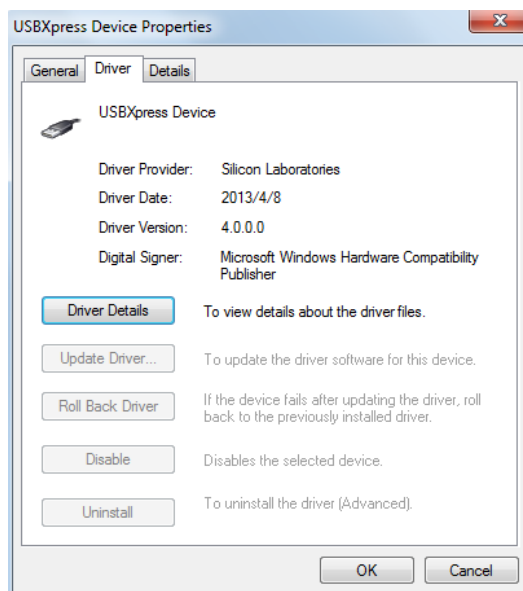 USBXpress Device Properties
General Driver Details
USBXpress Device
Driver Provider: Silicon Laboratories
Driver Date: 2013/4/8
Driver Version: 4.0.0.0
Digital Signer: Microsoft Windows Hardware Compatibility
Publisher
Driver Details To view details about the driver files.
Update Driver... To update the driver software for this device.
Roll Back Driver If the device fails after updating the driver, roll
back to the previously installed driver.
Disable Disables the selected device.
Uninstall To uninstall the driver (Advanced).
OK Cancel